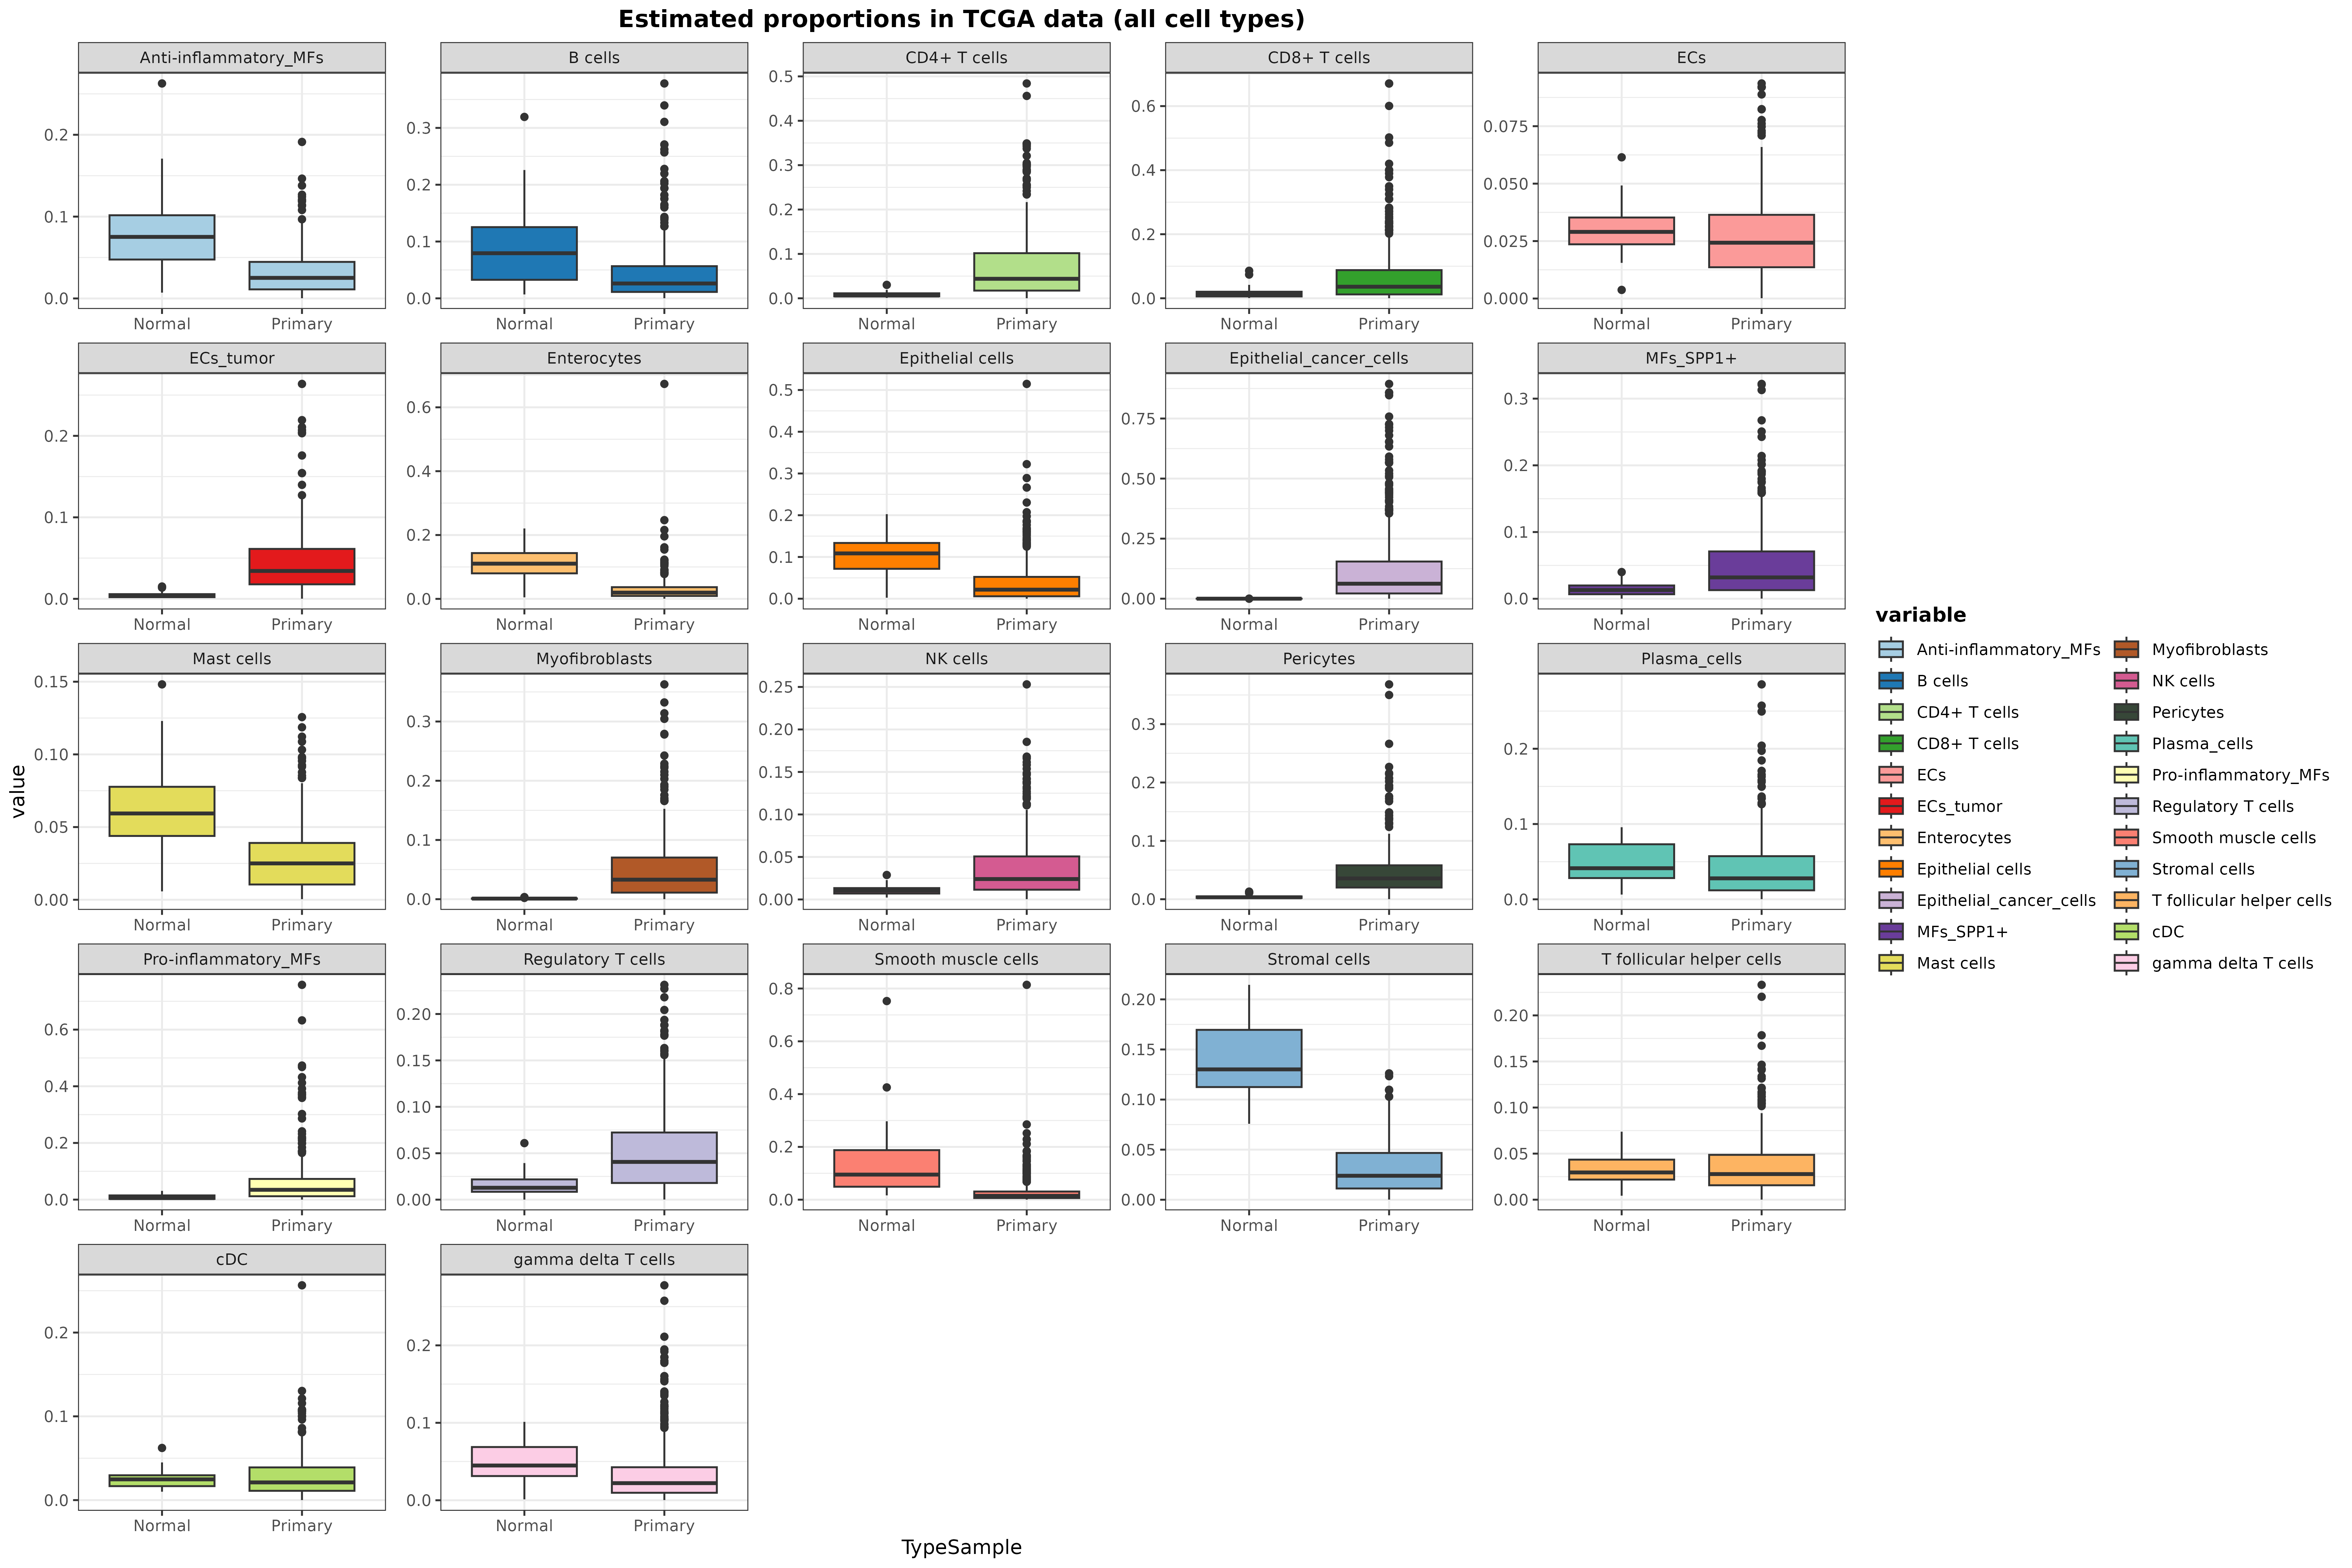 Estimated proportions in TCGA data (all cell types)
Anti-inflammatory_MFs
B cells
CD4+ T cells
CD8+ T cells
ECs
0.2
0.1
0.0
0.3
0.2
0.1
0.0
0.5
0.4
0.3
0.2
0.1
0.0
0.6
0.4
0.2
0.0
0.075
0.050
0.025
0.000
Normal Primary
Normal Primary
Normal Primary
Normal Primary
Normal Primary
ECs_tumor
Enterocytes
Epithelial cells
Epithelial_cancer_cells
MFs_SPP1+
0.2
0.1
0.0
0.6
0.4
0.2
0.0
0.5
0.4
0.3
0.2
0.1
0.0
0.75
0.50
0.25
0.00
0.3
0.2
0.1
0.0
Normal Primary
Normal Primary
Normal Primary
Normal Primary
Normal Primary
Mast cells
Myofibroblasts
NK cells
Pericytes
Plasma_cells
0.15
0.10
0.05
0.00
0.3
0.2
0.1
0.0
0.25
0.20
0.15
0.10
0.05
0.00
0.3
0.2
0.1
0.0
0.2
0.1
0.0
Normal Primary
Normal Primary
Normal Primary
Normal Primary
Normal Primary
Pro-inflammatory_MFs
Regulatory T cells
Smooth muscle cells
Stromal cells
T follicular helper cells
0.6
0.4
0.2
0.0
0.20
0.15
0.10
0.05
0.00
0.8
0.6
0.4
0.2
0.0
0.20
0.15
0.10
0.05
0.00
0.20
0.15
0.10
0.05
0.00
Normal Primary
Normal Primary
Normal Primary
Normal Primary
Normal Primary
cDC
gamma delta T cells
0.2
0.1
0.0
0.2
0.1
0.0
Normal Primary
Normal Primary
value
TypeSample
variable
Anti-inflammatory_MFs
B cells
CD4+ T cells
CD8+ T cells
ECs
ECs_tumor
Enterocytes
Epithelial cells
Epithelial_cancer_cells
MFs_SPP1+
Mast cells
Myofibroblasts
NK cells
Pericytes
Plasma_cells
Pro-inflammatory_MFs
Regulatory T cells
Smooth muscle cells
Stromal cells
T follicular helper cells
cDC
gamma delta T cells